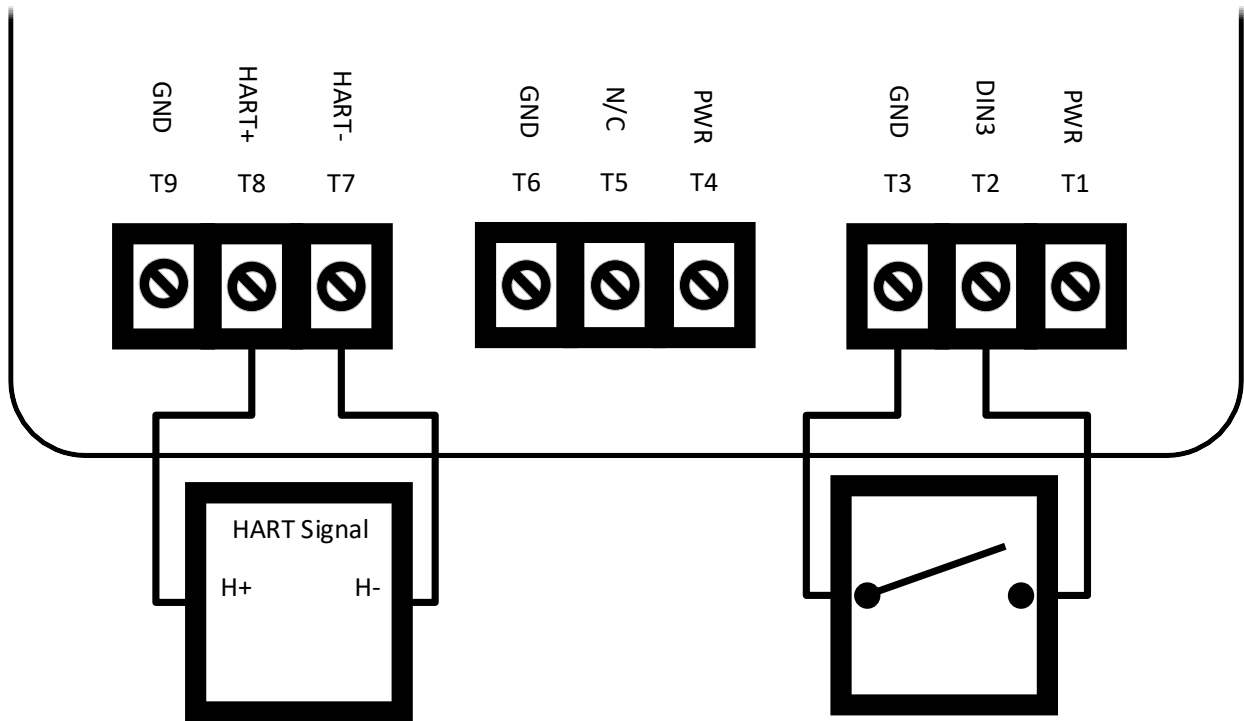 GND HART+ HART- GND N/C PWR GND DIN3 PWR
T9 T8 T7 T6 T5 T4 T3 T2 T1
HART Signal
H+ H-